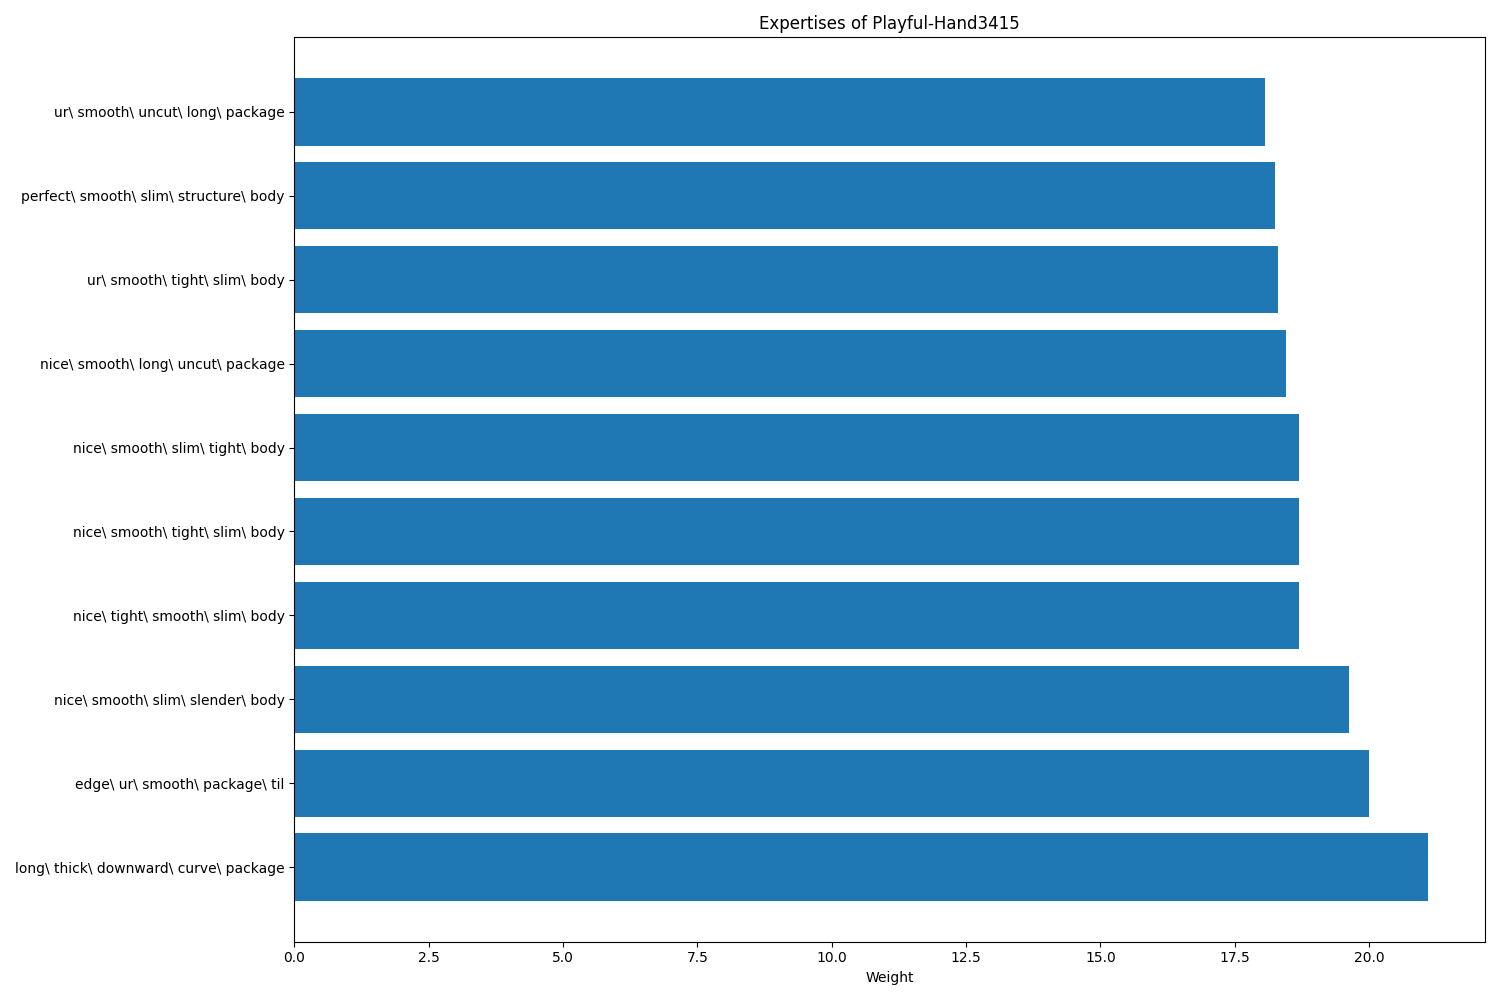 Expertises of Playful-Hand3415
ur\ smooth\ uncut\ long\ package
perfect\ smooth\ slim\ structure\ body
ur\ smooth\ tight\ slim\ body
nice\ smooth\ long\ uncut\ package
nice\ smooth\ slim\ tight\ body
nice\ smooth\ tight\ slim\ body
nice\ tight\ smooth\ slim\ body
nice\ smooth\ slim\ slender\ body
edge\ ur\ smooth\ package\ til
long\ thick\ downward\ curve\ package
0.0 2.5 5.0 7.5 10.0 12.5 15.0 17.5 20.0
Weight